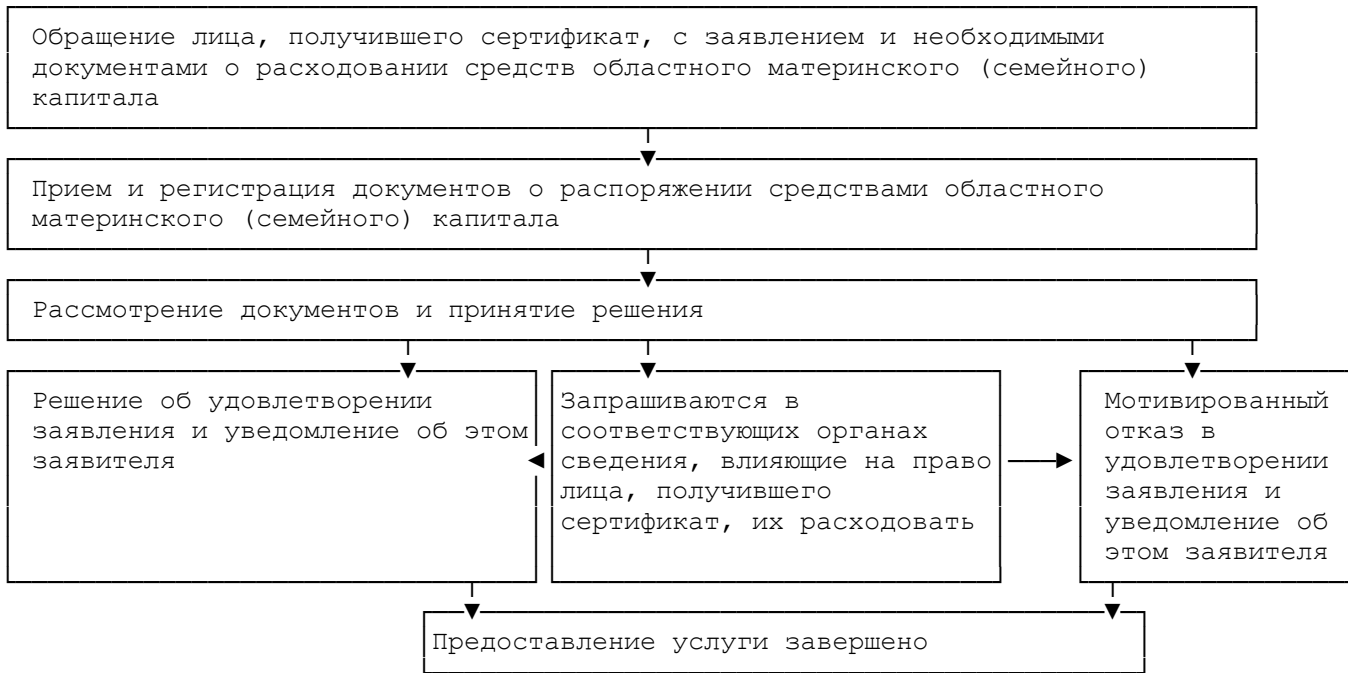 Обращение лица, получившего сертификат, с заявлением и необходимыми
документами о расходовании средств областного материнского (семейного)
капитала
Прием и регистрация документов о распоряжении средствами областного
материнского (семейного) капитала
Рассмотрение документов и принятие решения
Решение об удовлетворении
заявления и уведомление об этом
заявителя
Запрашиваются в
соответствующих органах
сведения, влияющие на право
лица, получившего
сертификат, их расходовать
Мотивированный
отказ в
удовлетворении
заявления и
уведомление об
этом заявителя
Предоставление услуги завершено